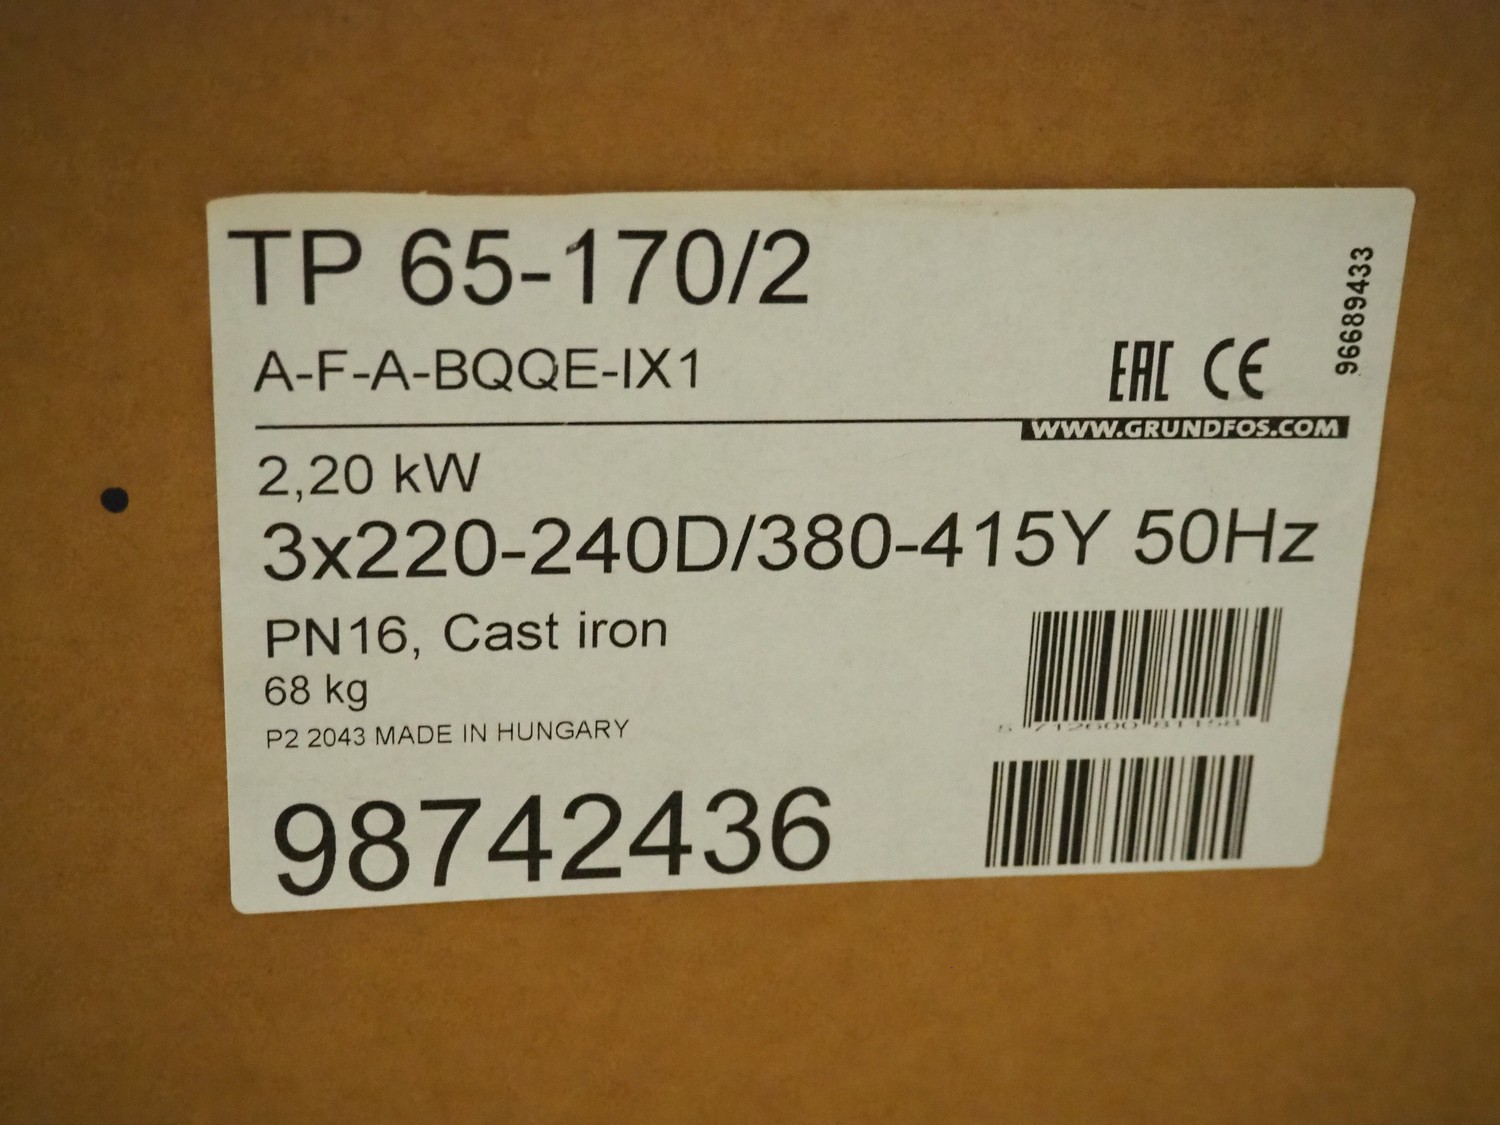 TP 65-170/2
A-F-A-BQQE-IX1
EAC CE
96689433
WWW.GRUNDFOS.COM
2,20 kW
3x220-240D/380-415Y 50Hz
PN16, Cast iron
68 kg
P2 2043 MADE IN HUNGARY
98742436